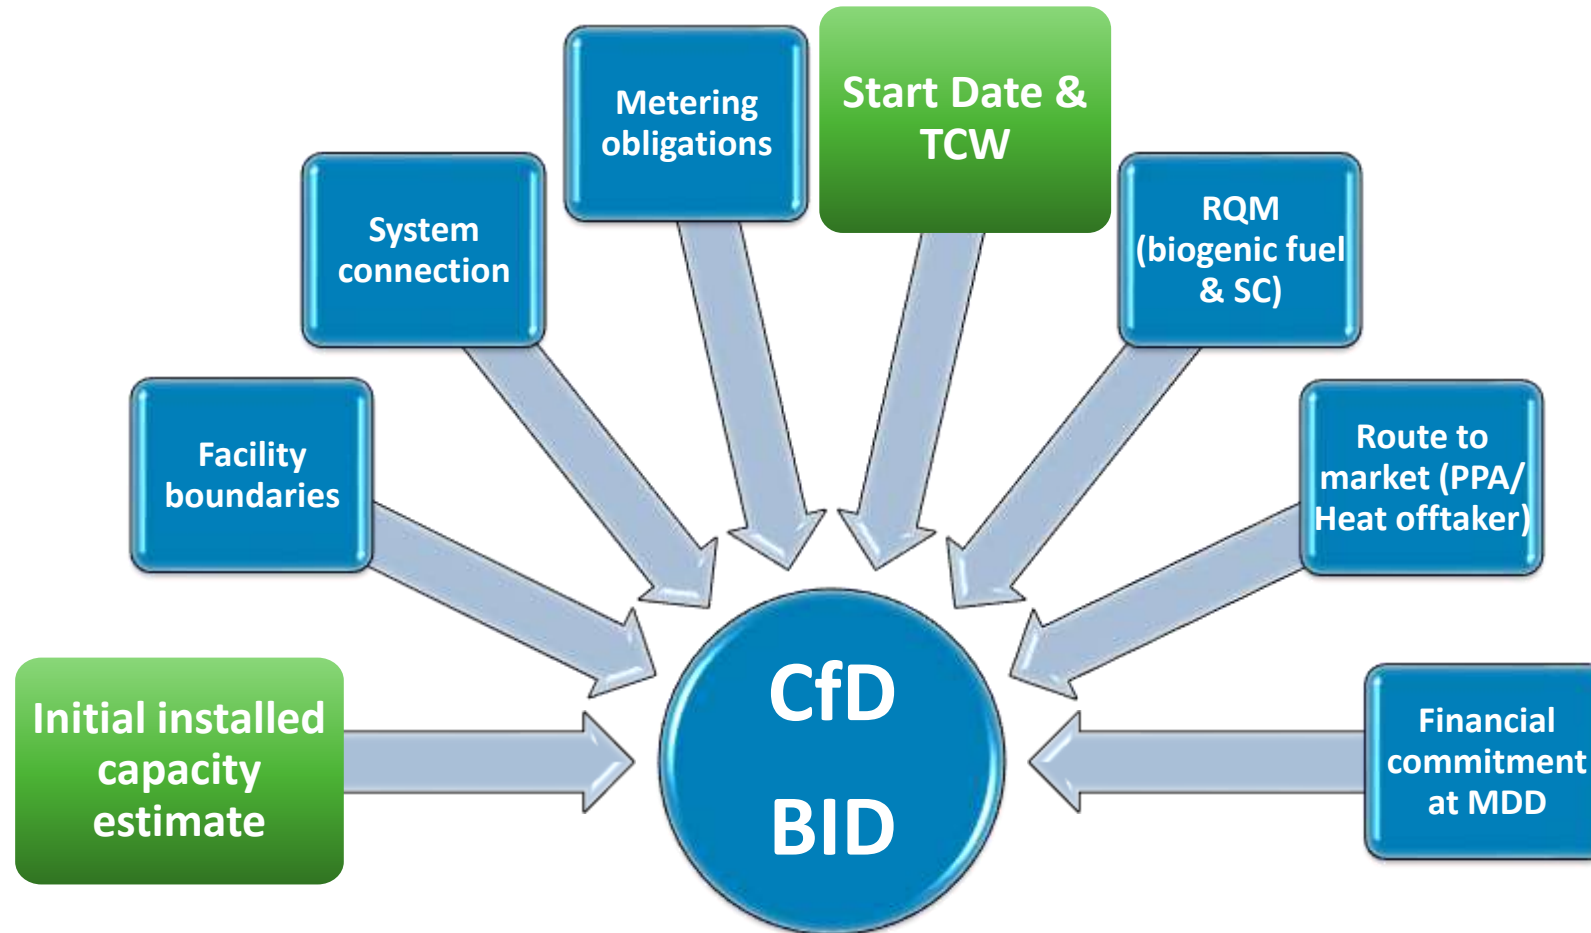 Initial installed
capacity
estimate
Facility
boundaries
System
connection
Metering
obligations
Start Date &
TCW
RQM
(biogenic fuel
& SC)
Route to
market (PPA/
Heat offtaker)
Financial
commitment
at MDD
CfD
BID